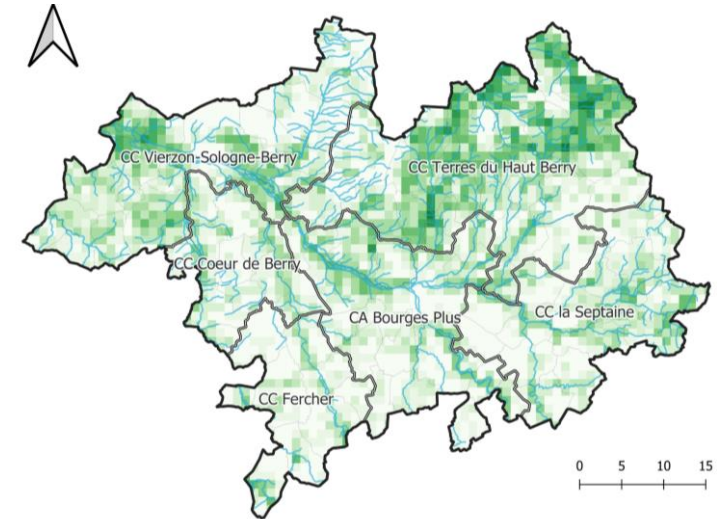 CC Vierzon-Sologne-Berry
CC Terres du Haut Berry
CC Coeur de Berry
CA Bourges Plus
CC la Septaine
CC Fercher
0 5 10 15